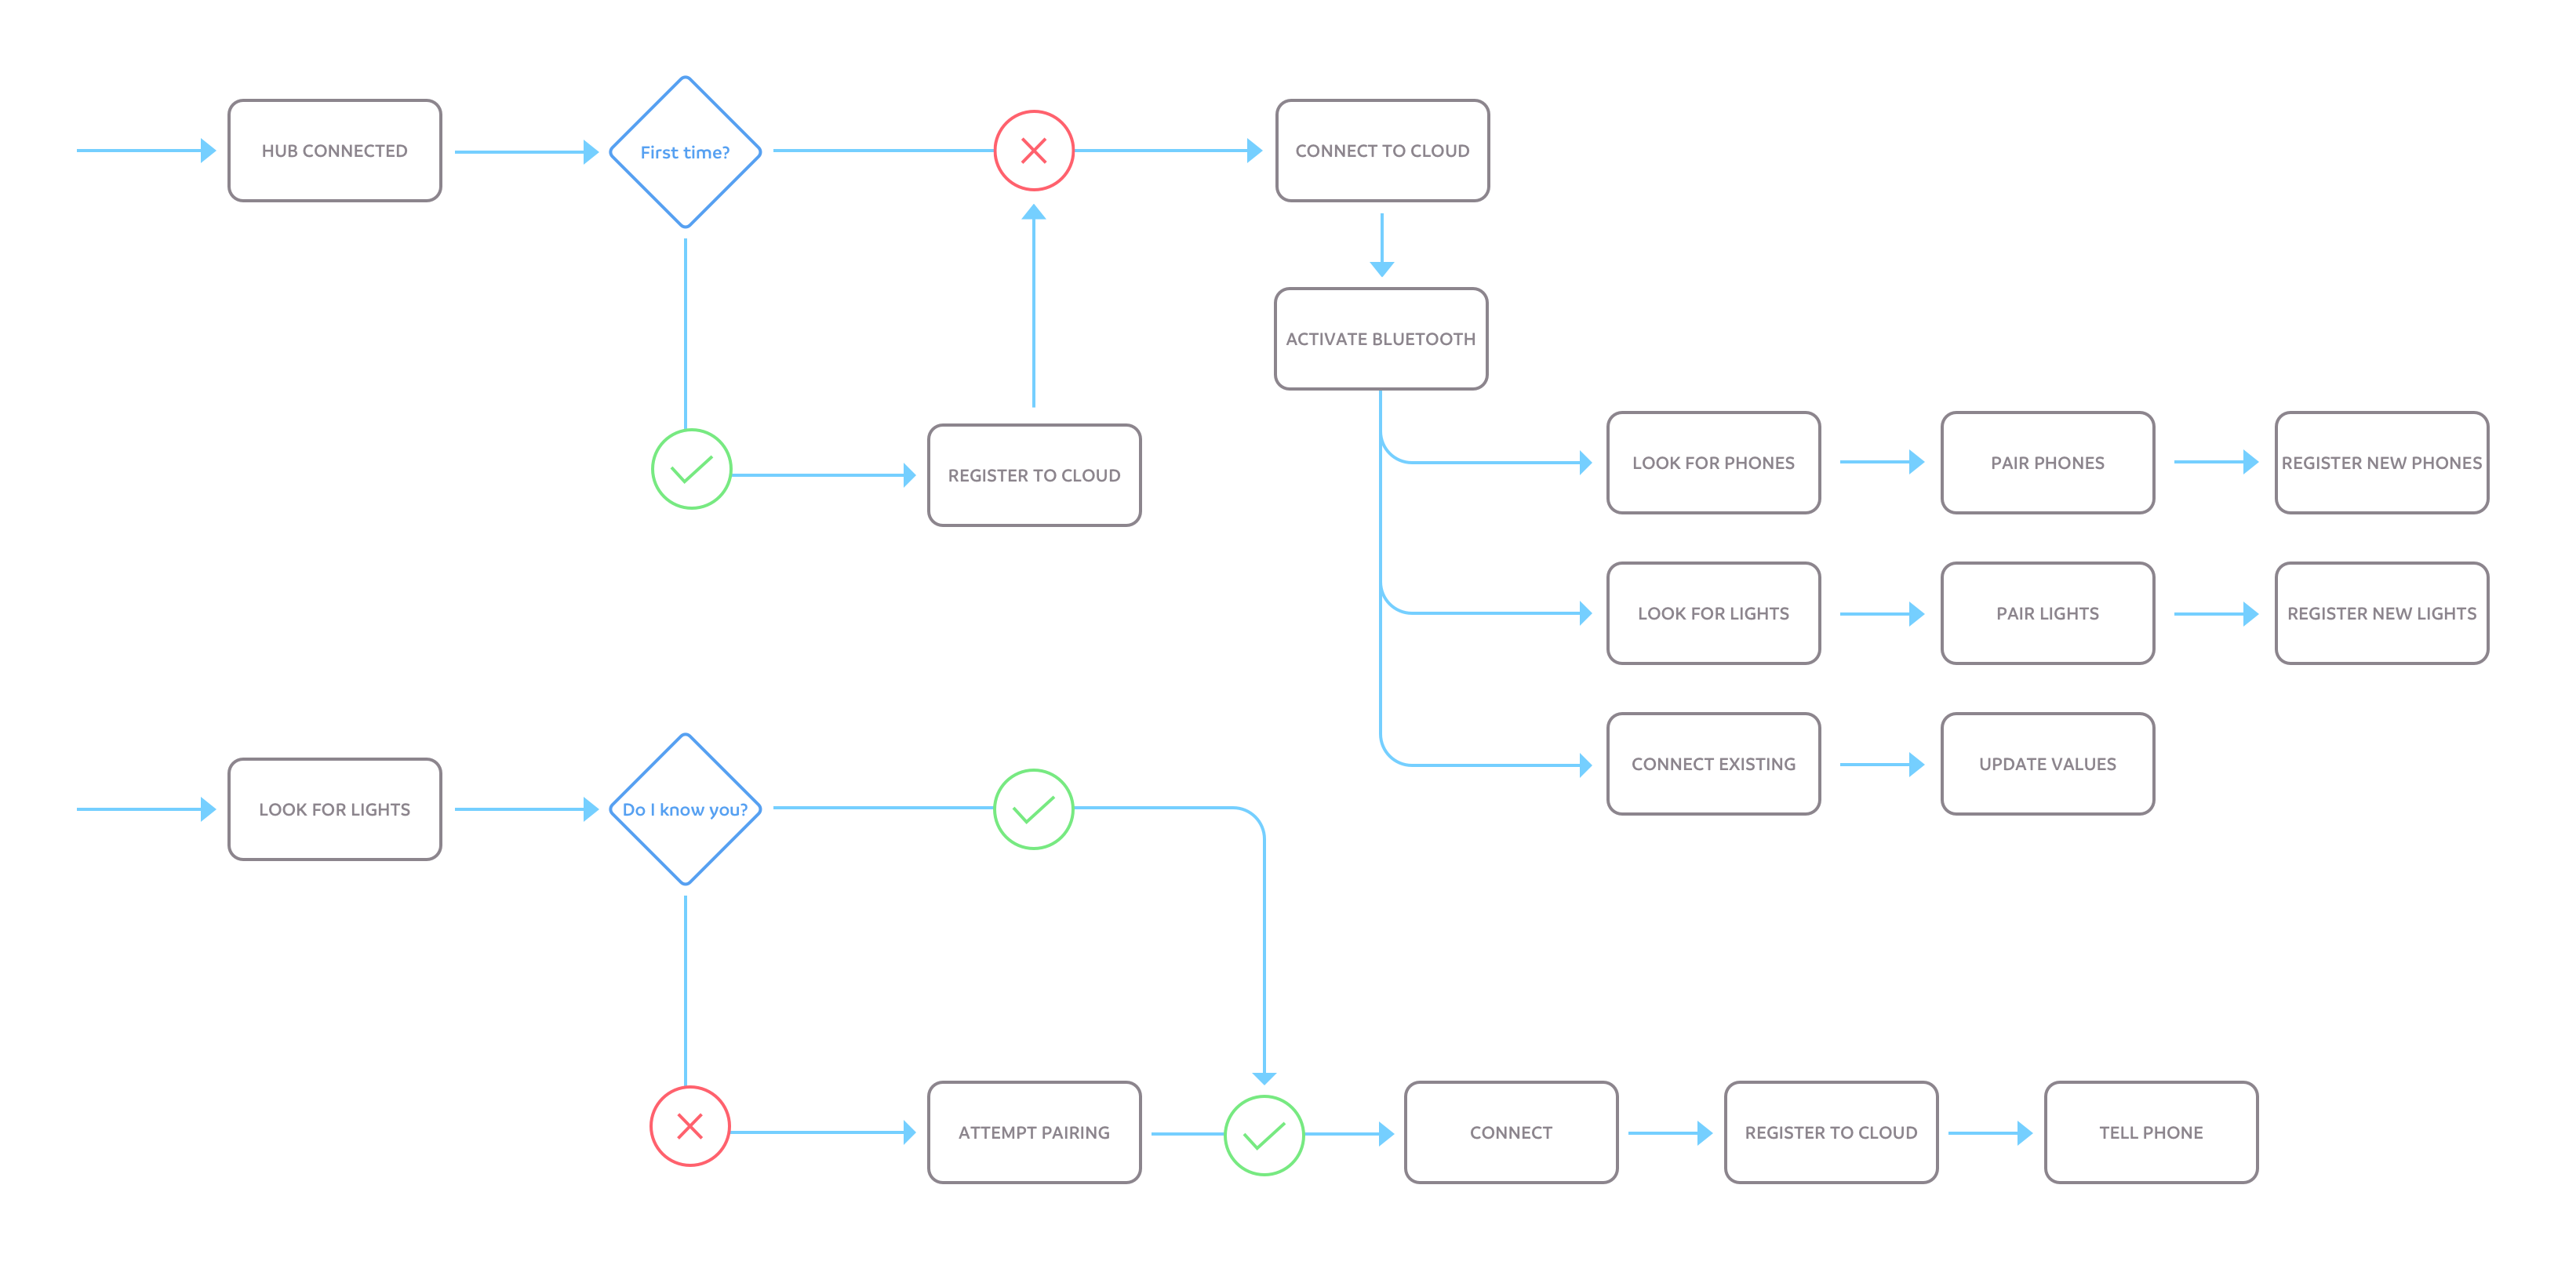 HUB CONNECTED
First time?
CONNECT TO CLOUD
ACTIVATE BLUETOOTH
REGISTER TO CLOUD
LOOK FOR PHONES
PAIR PHONES
REGISTER NEW PHONES
LOOK FOR LIGHTS
PAIR LIGHTS
REGISTER NEW LIGHTS
CONNECT EXISTING
UPDATE VALUES
LOOK FOR LIGHTS
Do I know you?
ATTEMPT PAIRING
CONNECT
REGISTER TO CLOUD
TELL PHONE